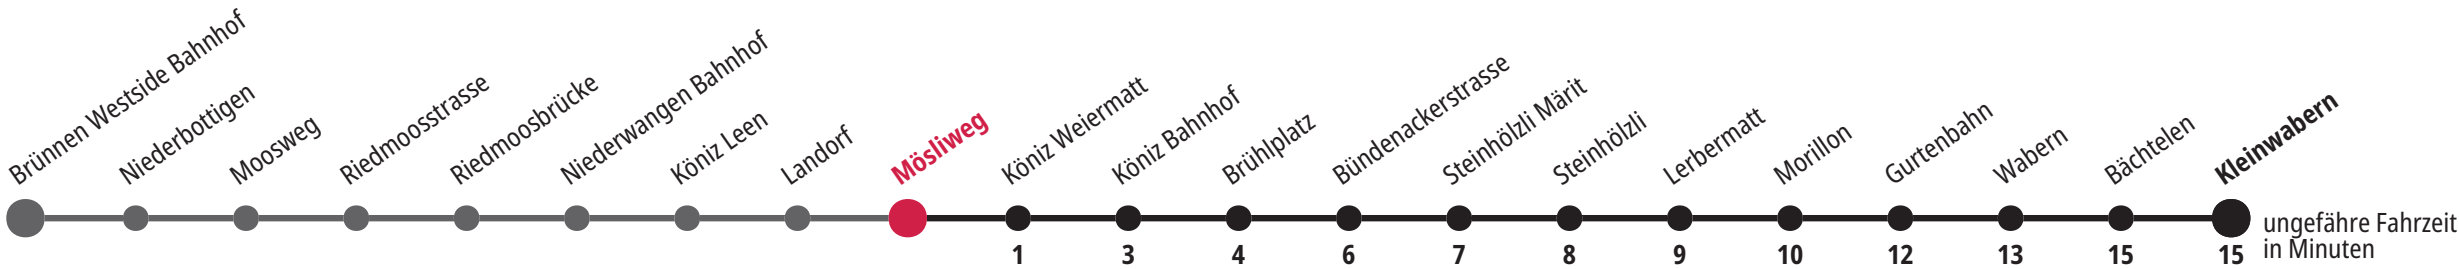 Brünnen Westside Bahnhof
Niederbottigen
Moosweg
Riedmoosstrasse
Riedmoosbrücke
Niederwangen Bahnhof
Köniz Leen
Landorf
Mösliweg
Köniz Weiermatt
Köniz Bahnhof
Brühlplatz
Bündenackerstrasse
Steinhölzli Märit
Steinhölzli
Lerbermatt
Morillon
Gurtenbahn
Wabern
Bächtelen
Kleinwabern
1 3 4 6 7 8 9 10 12 13 15 15
ungefähre Fahrzeit
in Minuten